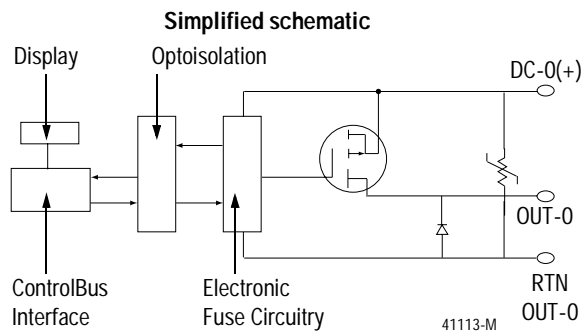 Simplified schematic
Display
Optoisolation
DC-0(+)
OUT-0
RTN
OUT-0
ControlBus
Interface
Electronic
Fuse Circuitry
41113-M